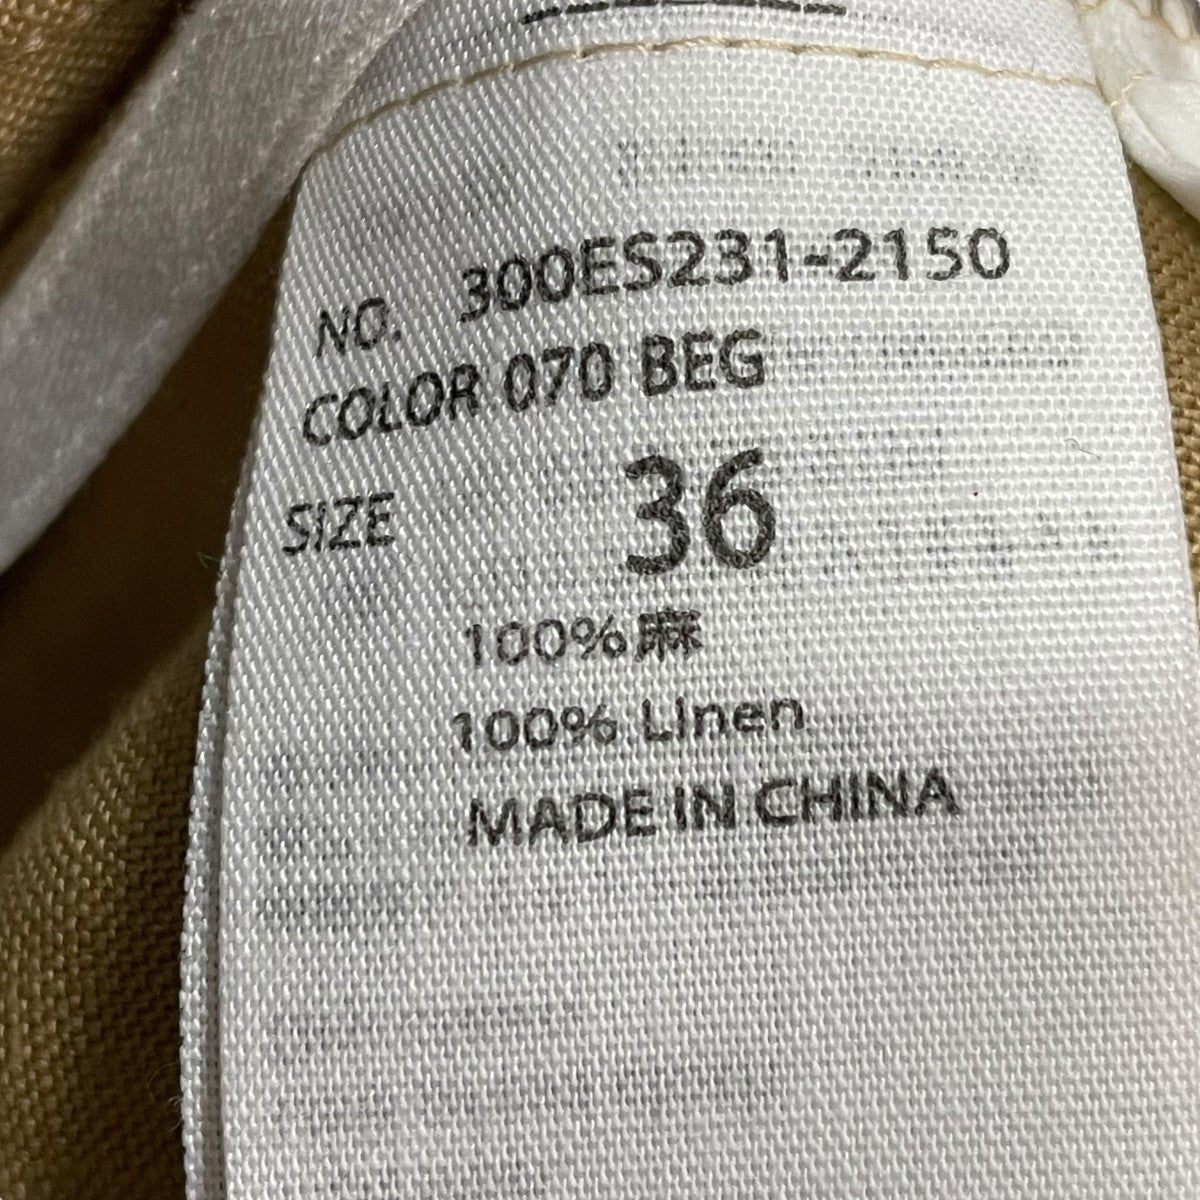 NO. 300ES231-2150
COLOR 070 BEG
SIZE 36
100%麻
100% Linen
MADE IN CHINA